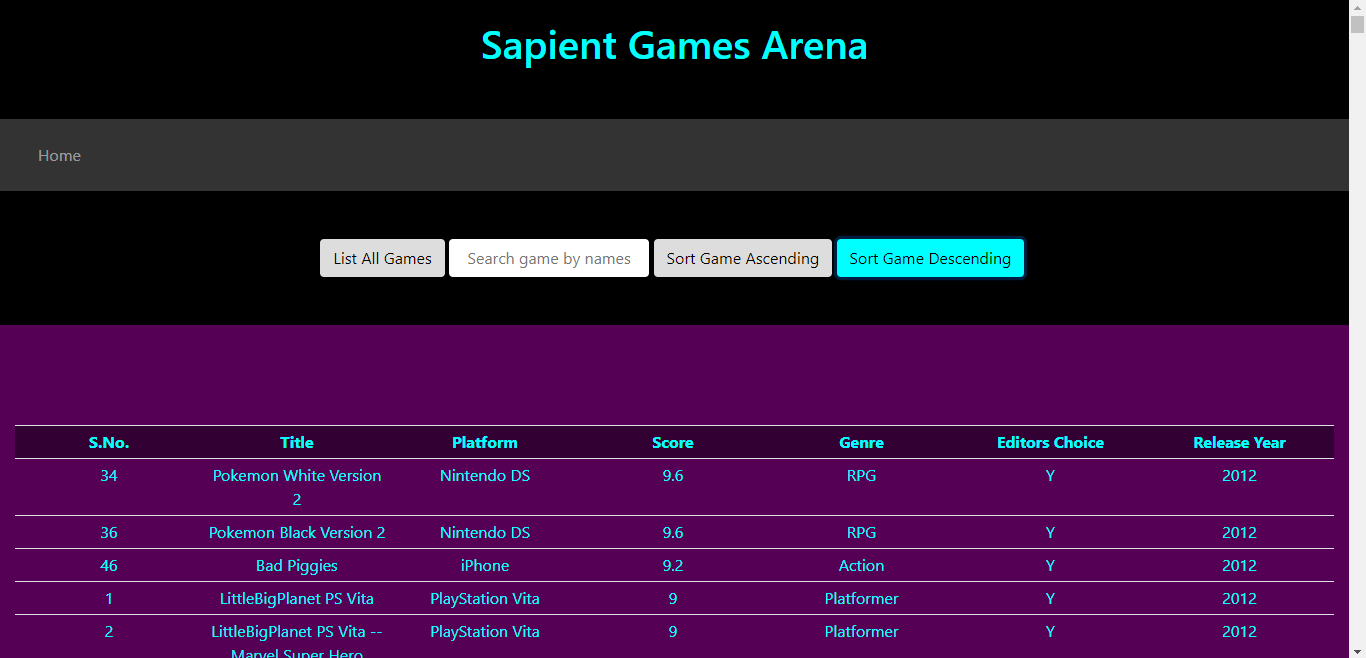 Sapient Games Arena
Home
List All Games Search game by names Sort Game Ascending Sort Game Descending
S.No. Title Platform Score Genre Editors Choice Release Year
34 Pokemon White Version Nintendo DS 9.6 RPG Y 2012
2
36 Pokemon Black Version 2 Nintendo DS 9.6 RPG Y 2012
46 Bad Piggies iPhone 9.2 Action Y 2012
1 LittleBigPlanet PS Vita PlayStation Vita 9 Platformer Y 2012
2 LittleBigPlanet PS Vita -- PlayStation Vita 9 Platformer Y 2012
Marvel Super Hero